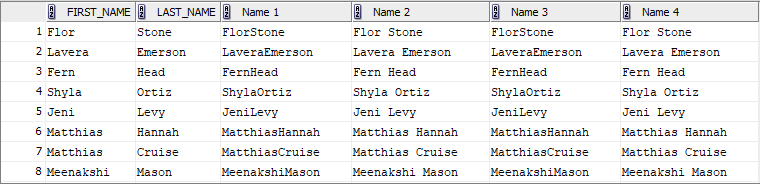 FIRST_NAME LAST_NAME Name 1 Name 2 Name 3 Name 4
1 Flor Stone FlorStone Flor Stone FlorStone Flor Stone
2 Lavera Emerson LaveraEmerson Lavera Emerson LaveraEmerson Lavera Emerson
3 Fern Head FernHead Fern Head FernHead Fern Head
4 Shyla Ortiz ShylaOrtiz Shyla Ortiz ShylaOrtiz Shyla Ortiz
5 Jeni Levy JeniLevy Jeni Levy JeniLevy Jeni Levy
6 Matthias Hannah MatthiasHannah Matthias Hannah MatthiasHannah Matthias Hannah
7 Matthias Cruise MatthiasCruise Matthias Cruise MatthiasCruise Matthias Cruise
8 Meenakshi Mason MeenakshiMason Meenakshi Mason MeenakshiMason Meenakshi Mason